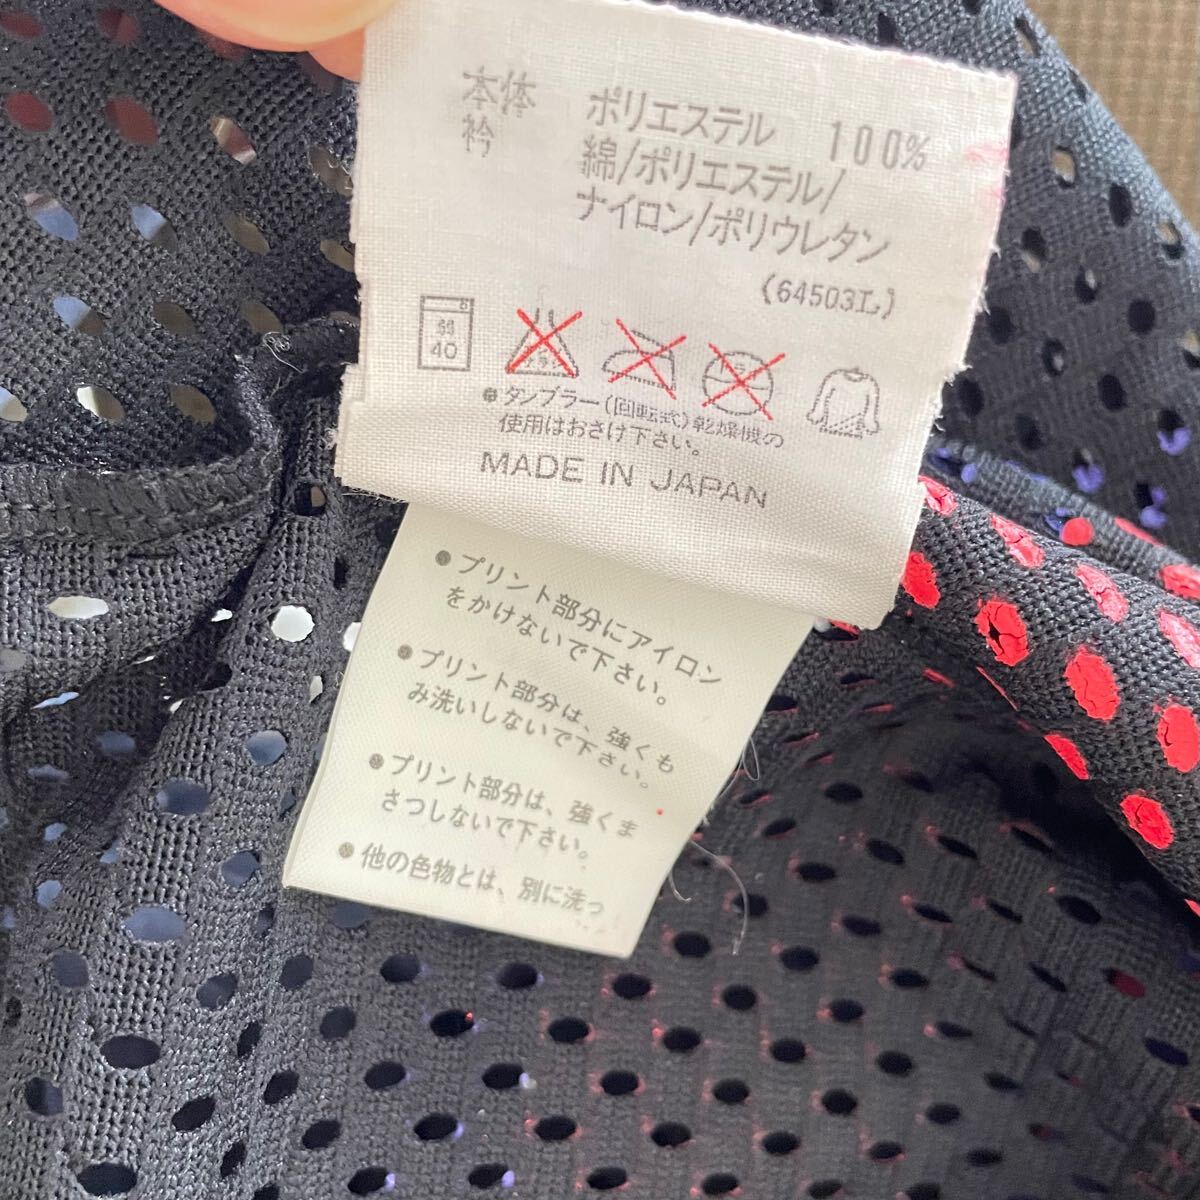 本体 ポリエステル 100%
衿 綿/ポリエステル/
ナイロン/ポリウレタン
(64503L)
弱
40
●タンブラー(回転式)乾燥機の
使用はおさけ下さい。
MADE IN JAPAN
●プリント部分にアイロン
をかけないで下さい。
●プリント部分は、強くも
み洗いしないで下さい。
●プリント部分は、強くま
さつしないで下さい。
●他の色物とは、別に洗っ